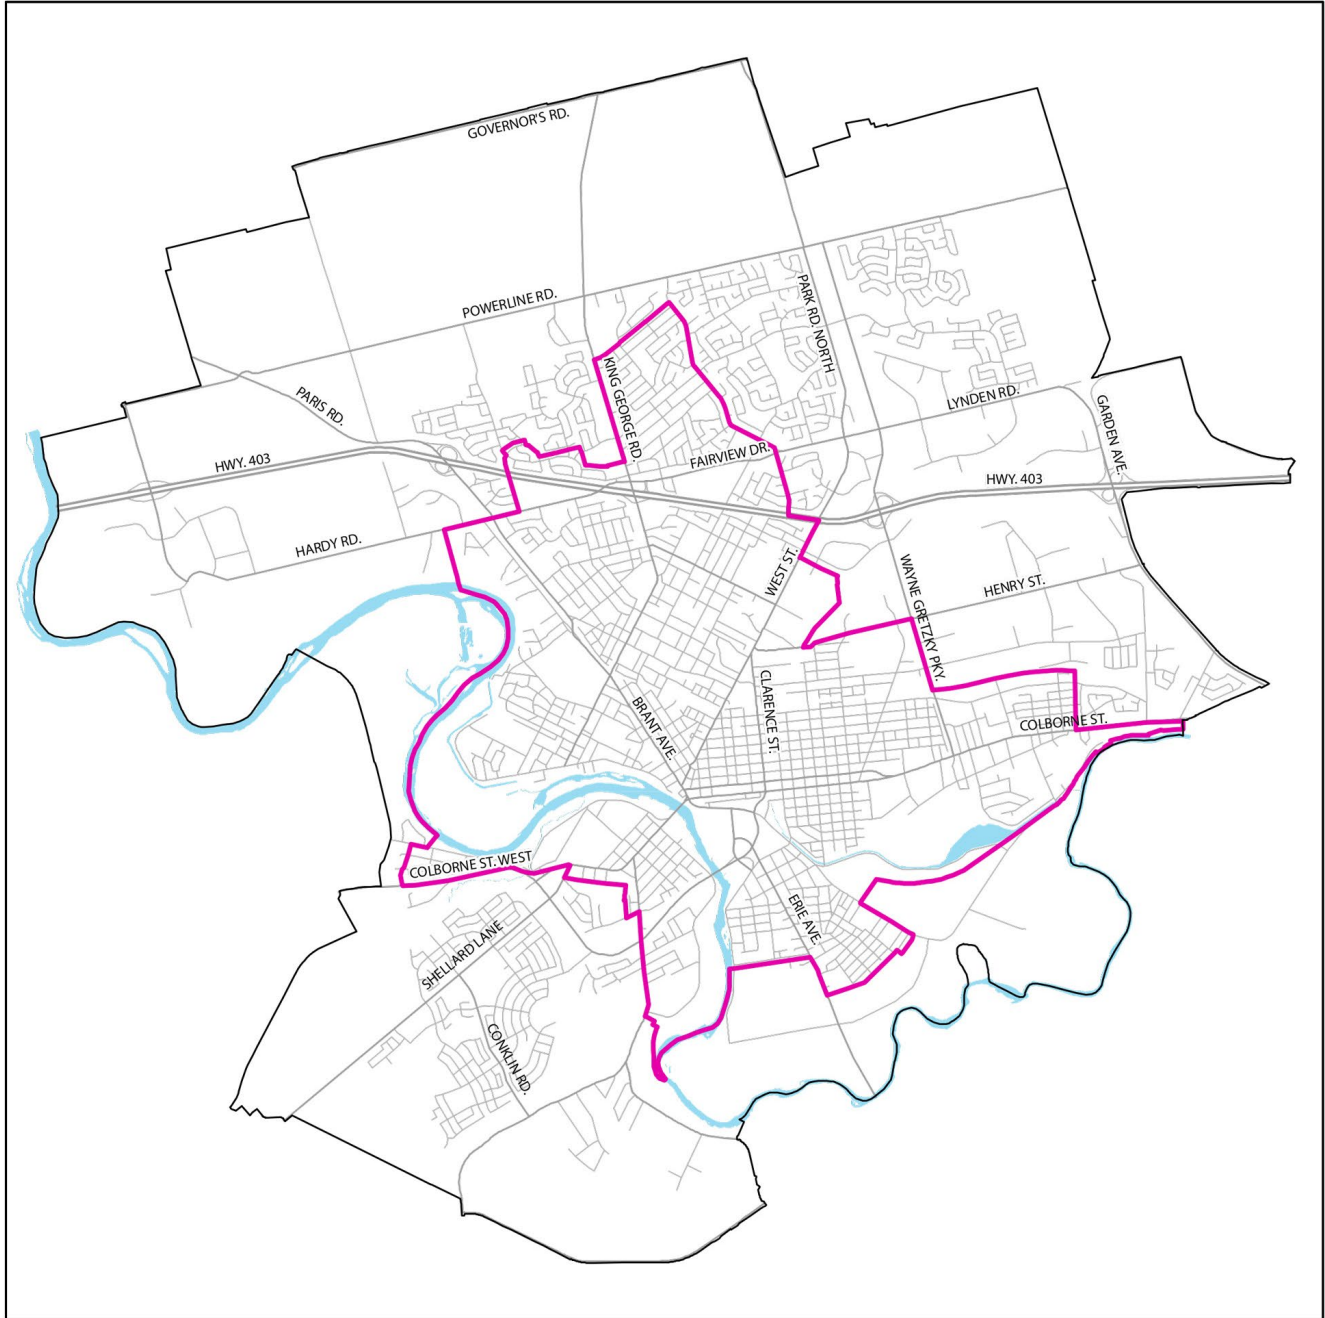 GOVERNOR'S RD.
POWERLINE RD.
PARK RD. NORTH
KING GEORGE RD.
PARIS RD.
LYNDEN RD.
GARDEN AVE.
FAIRVIEW DR.
HWY. 403
HWY. 403
HARDY RD.
WEST ST.
WAYNE GRETZKY PKY.
HENRY ST.
CLARENCE ST.
BRANT AVE.
COLBORNE ST.
COLBORNE ST. WEST
ERIE AVE.
SHELLARD LANE
CONKLIN RD.